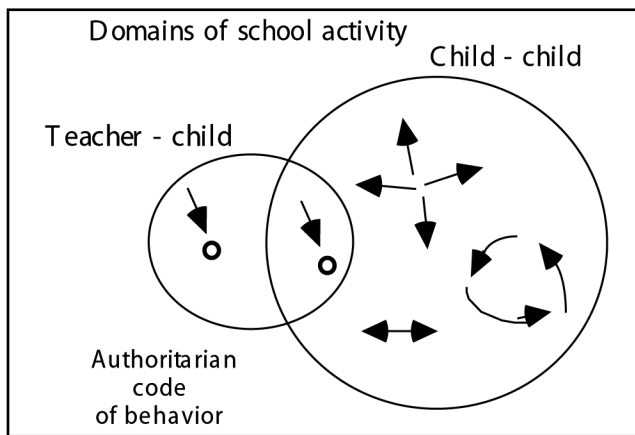 Domains of school activity
Child - child
Teacher - child
Authoritarian
code
of behavior